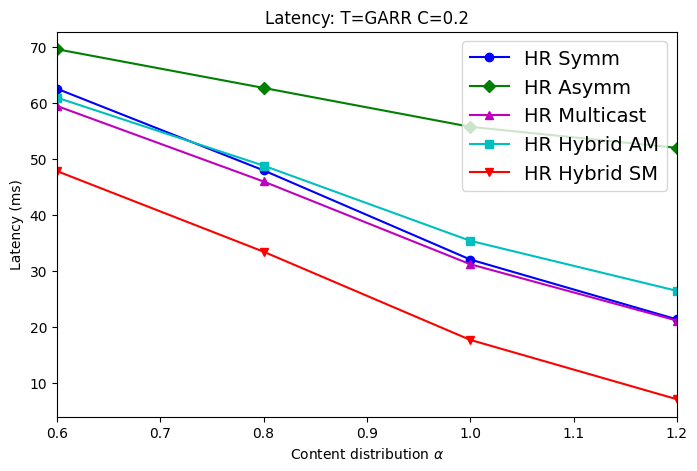 Latency: T=GARR C=0.2
Latency (ms)
70
60
50
40
30
20
10
HR Symm
HR Asymm
HR Multicast
HR Hybrid AM
HR Hybrid SM
0.6 0.7 0.8 0.9 1.0 1.1 1.2
Content distribution α